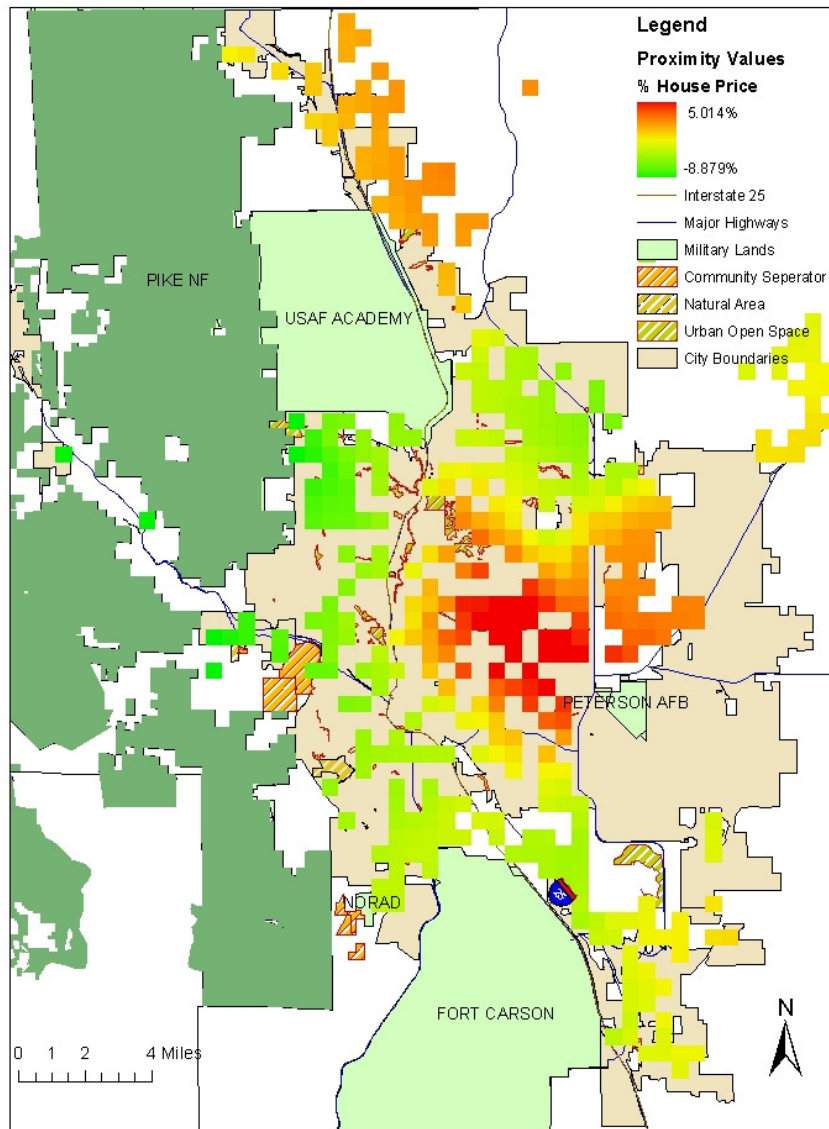 Legend
Proximity Values
% House Price
5.014%
-8.879%
Interstate 25
Major Highways
Military Lands
Community Seperator
Natural Area
Urban Open Space
City Boundaries
PIKE NF
USAF ACADEMY
PETERSON AFB
NORAD
FORT CARSON
N
0 1 2 4 Miles